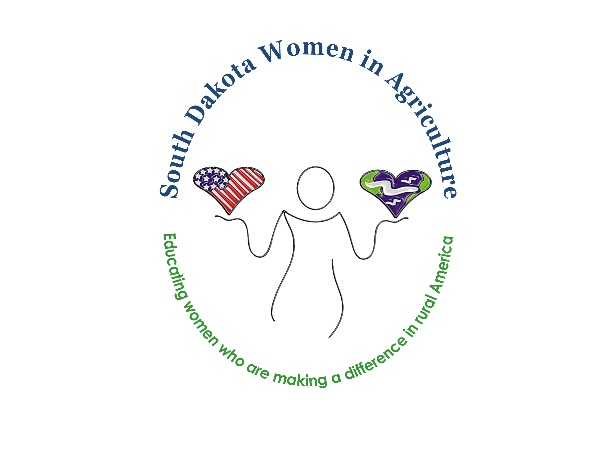 South Dakota Women in Agriculture
Educating women who are making a difference in rural America